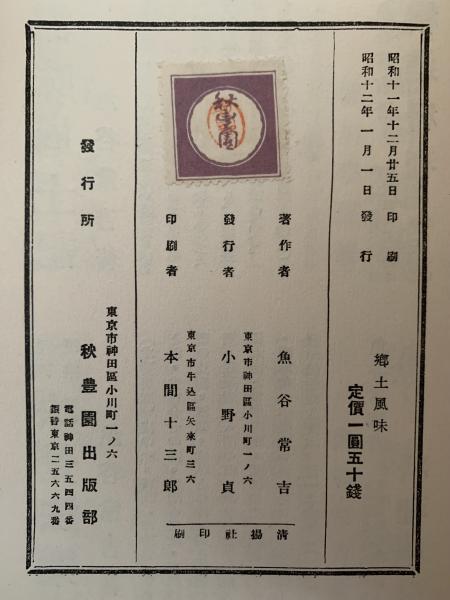 昭和十一年十二月廿五日 印刷
昭和十二年一月一日 發行
鄕土風味
定價一圓五十錢
著作者 魚谷常吉
東京市神田區小川町一ノ六
發行者 小野貞
東京市牛込區矢來町三六
印刷者 本間十三郎
淸揚社印刷
秋豊園
東京市神田區小川町一ノ六
發行所 秋豊園出版部
電話神田三五四四番
振替東京二五六六九番